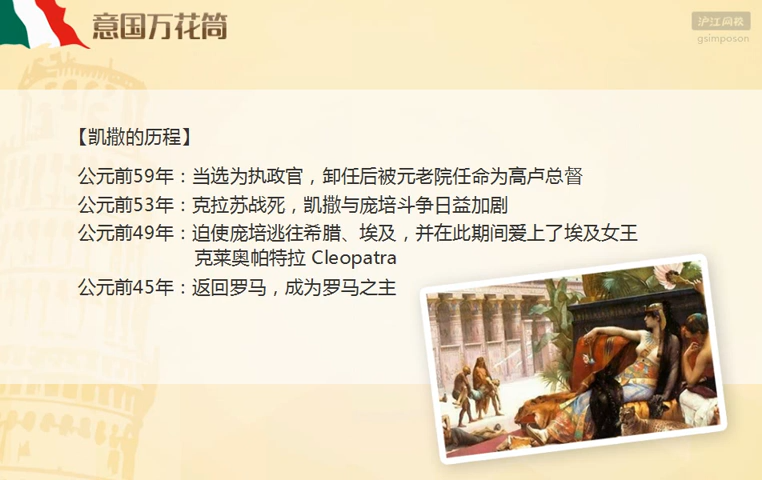 意国万花筒
沪江网校
gsimposon
【凯撒的历程】
公元前59年：当选为执政官，卸任后被元老院任命为高卢总督
公元前53年：克拉苏战死，凯撒与庞培斗争日益加剧
公元前49年：迫使庞培逃往希腊、埃及，并在此期间爱上了埃及女王
克莱奥帕特拉 Cleopatra
公元前45年：返回罗马，成为罗马之主